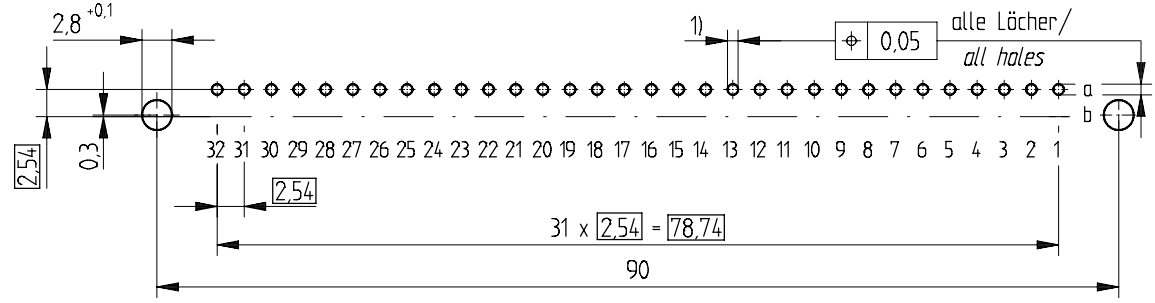 2,8 +0,1
1)
⌖ 0,05
alle Löcher/
all holes
a
b
2,54
0,3
32 31 30 29 28 27 26 25 24 23 22 21 20 19 18 17 16 15 14 13 12 11 10 9 8 7 6 5 4 3 2 1
2,54
31 x 2,54 = 78,74
90